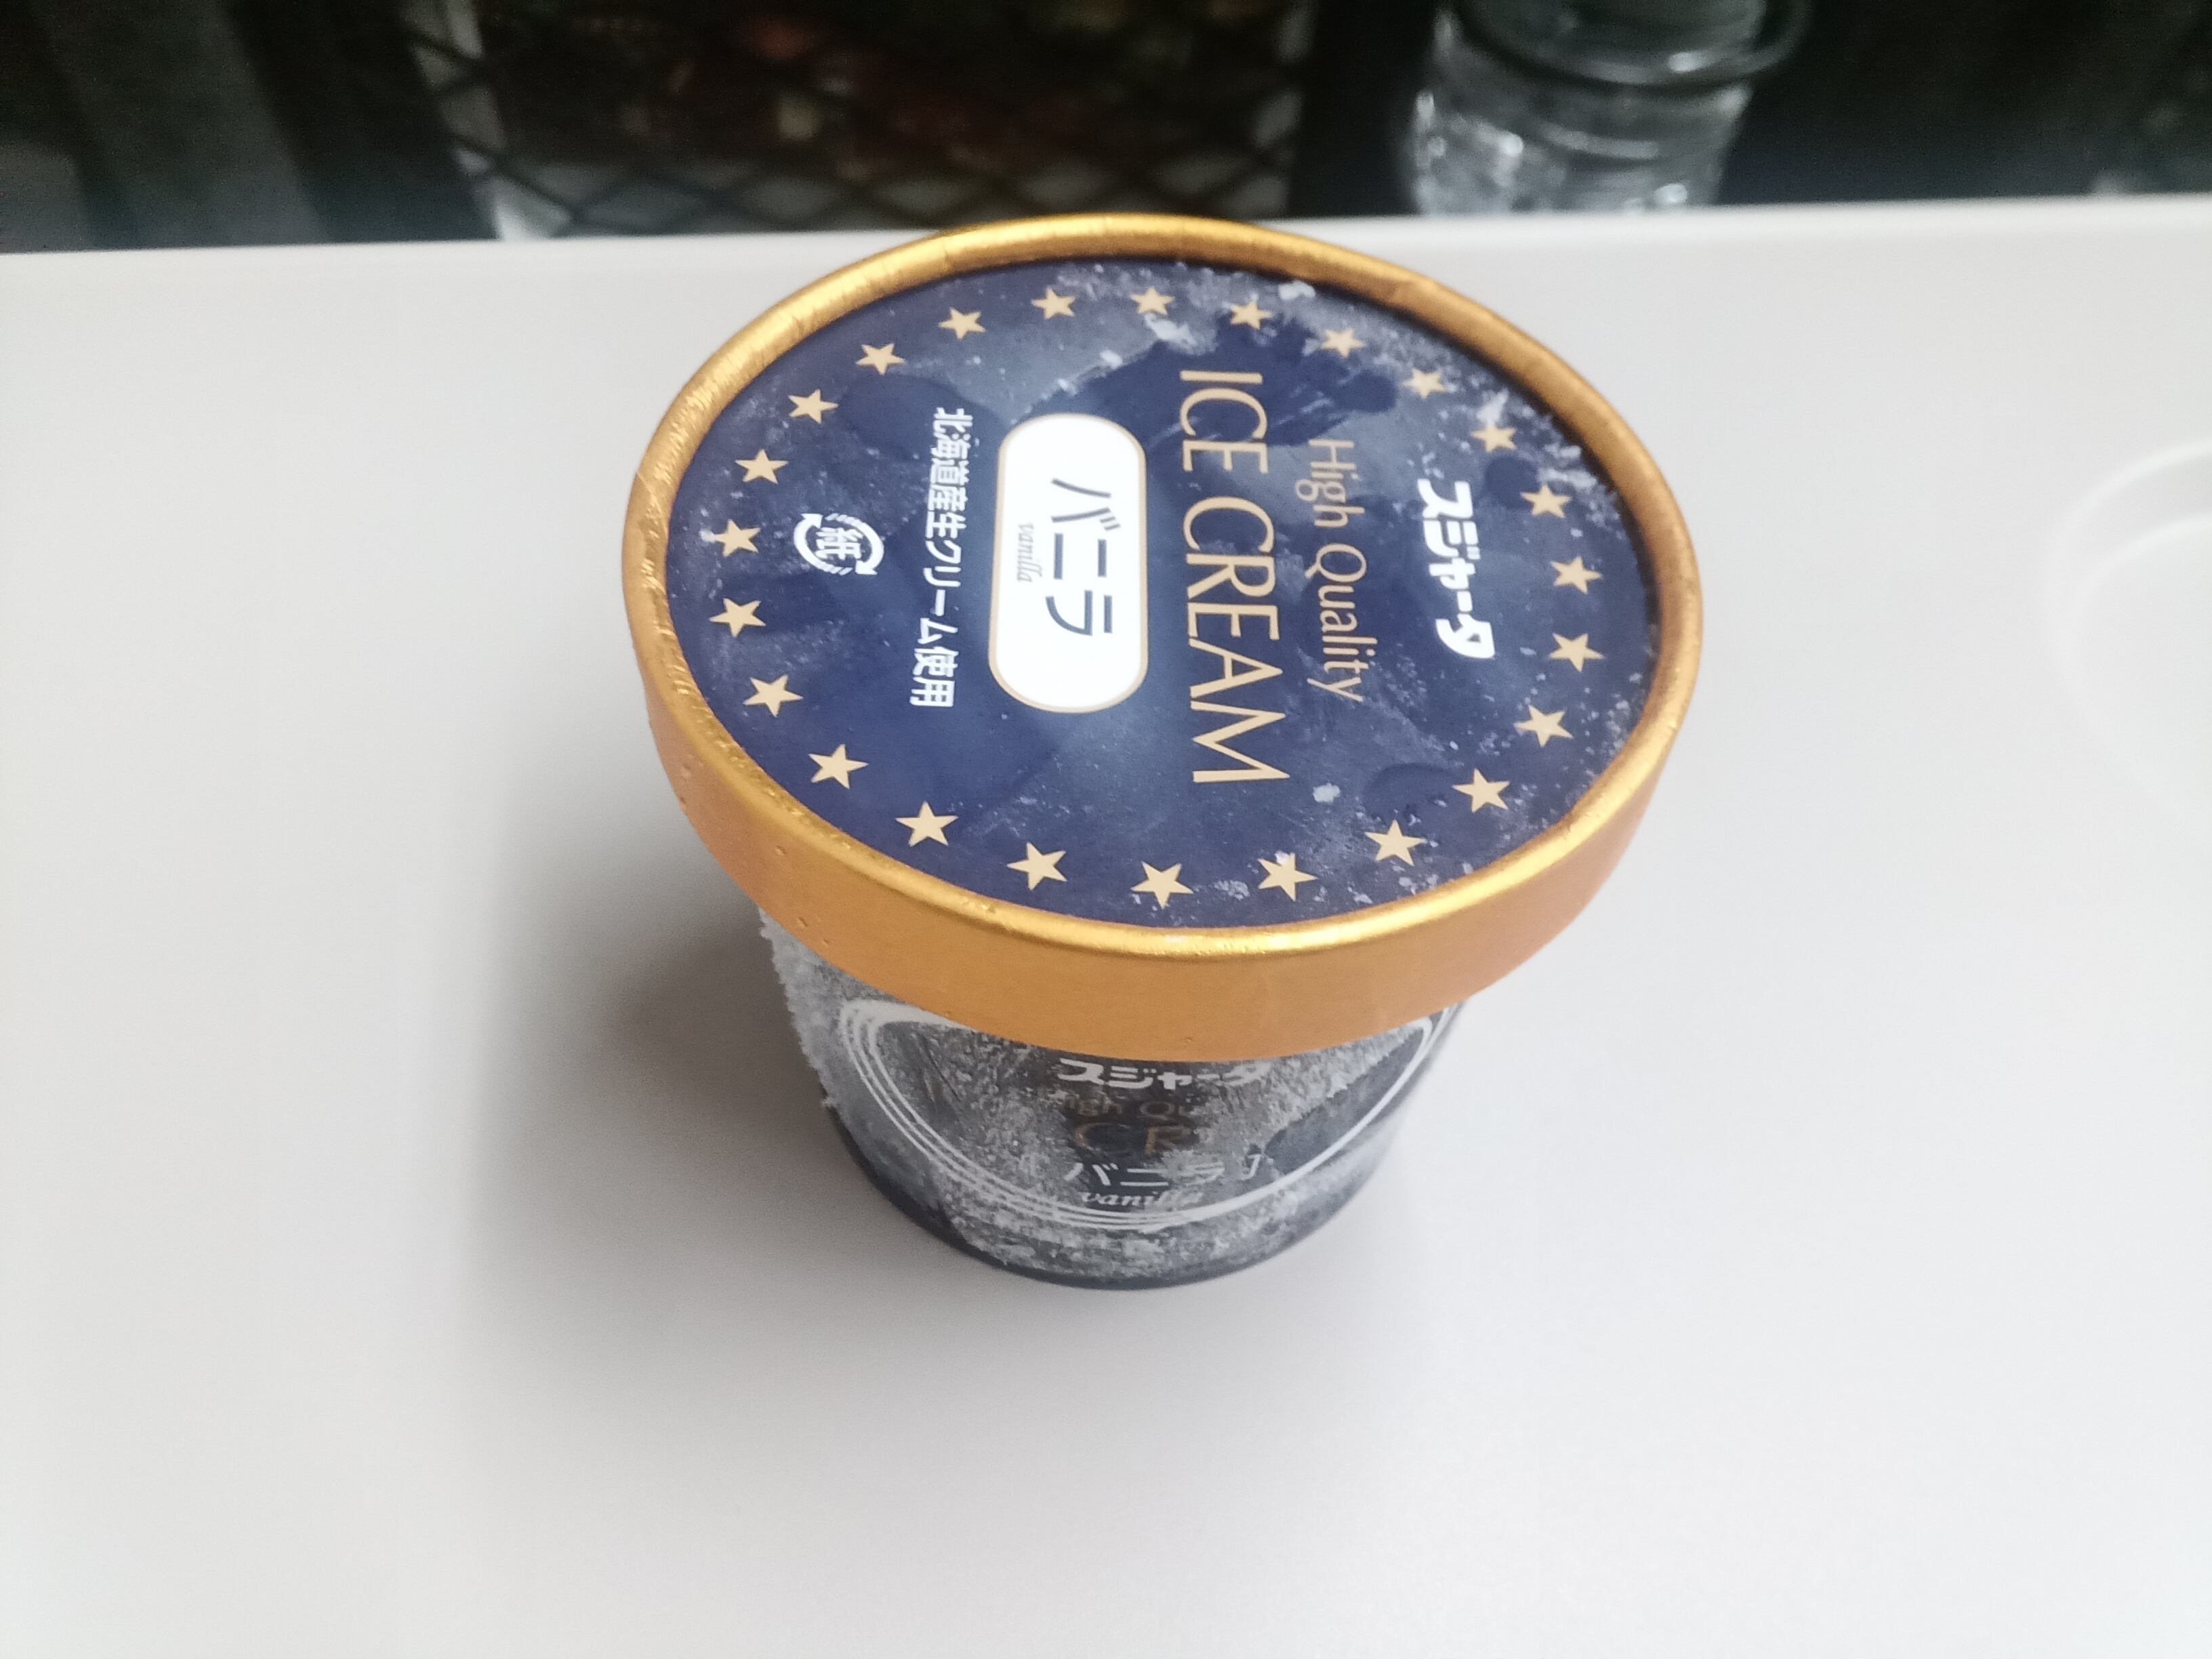 スジャータ
High Quality
ICE CREAM
バニラ
vanilla
北海道産生クリーム使用
紙
スジャータ
バニラ
vanilla